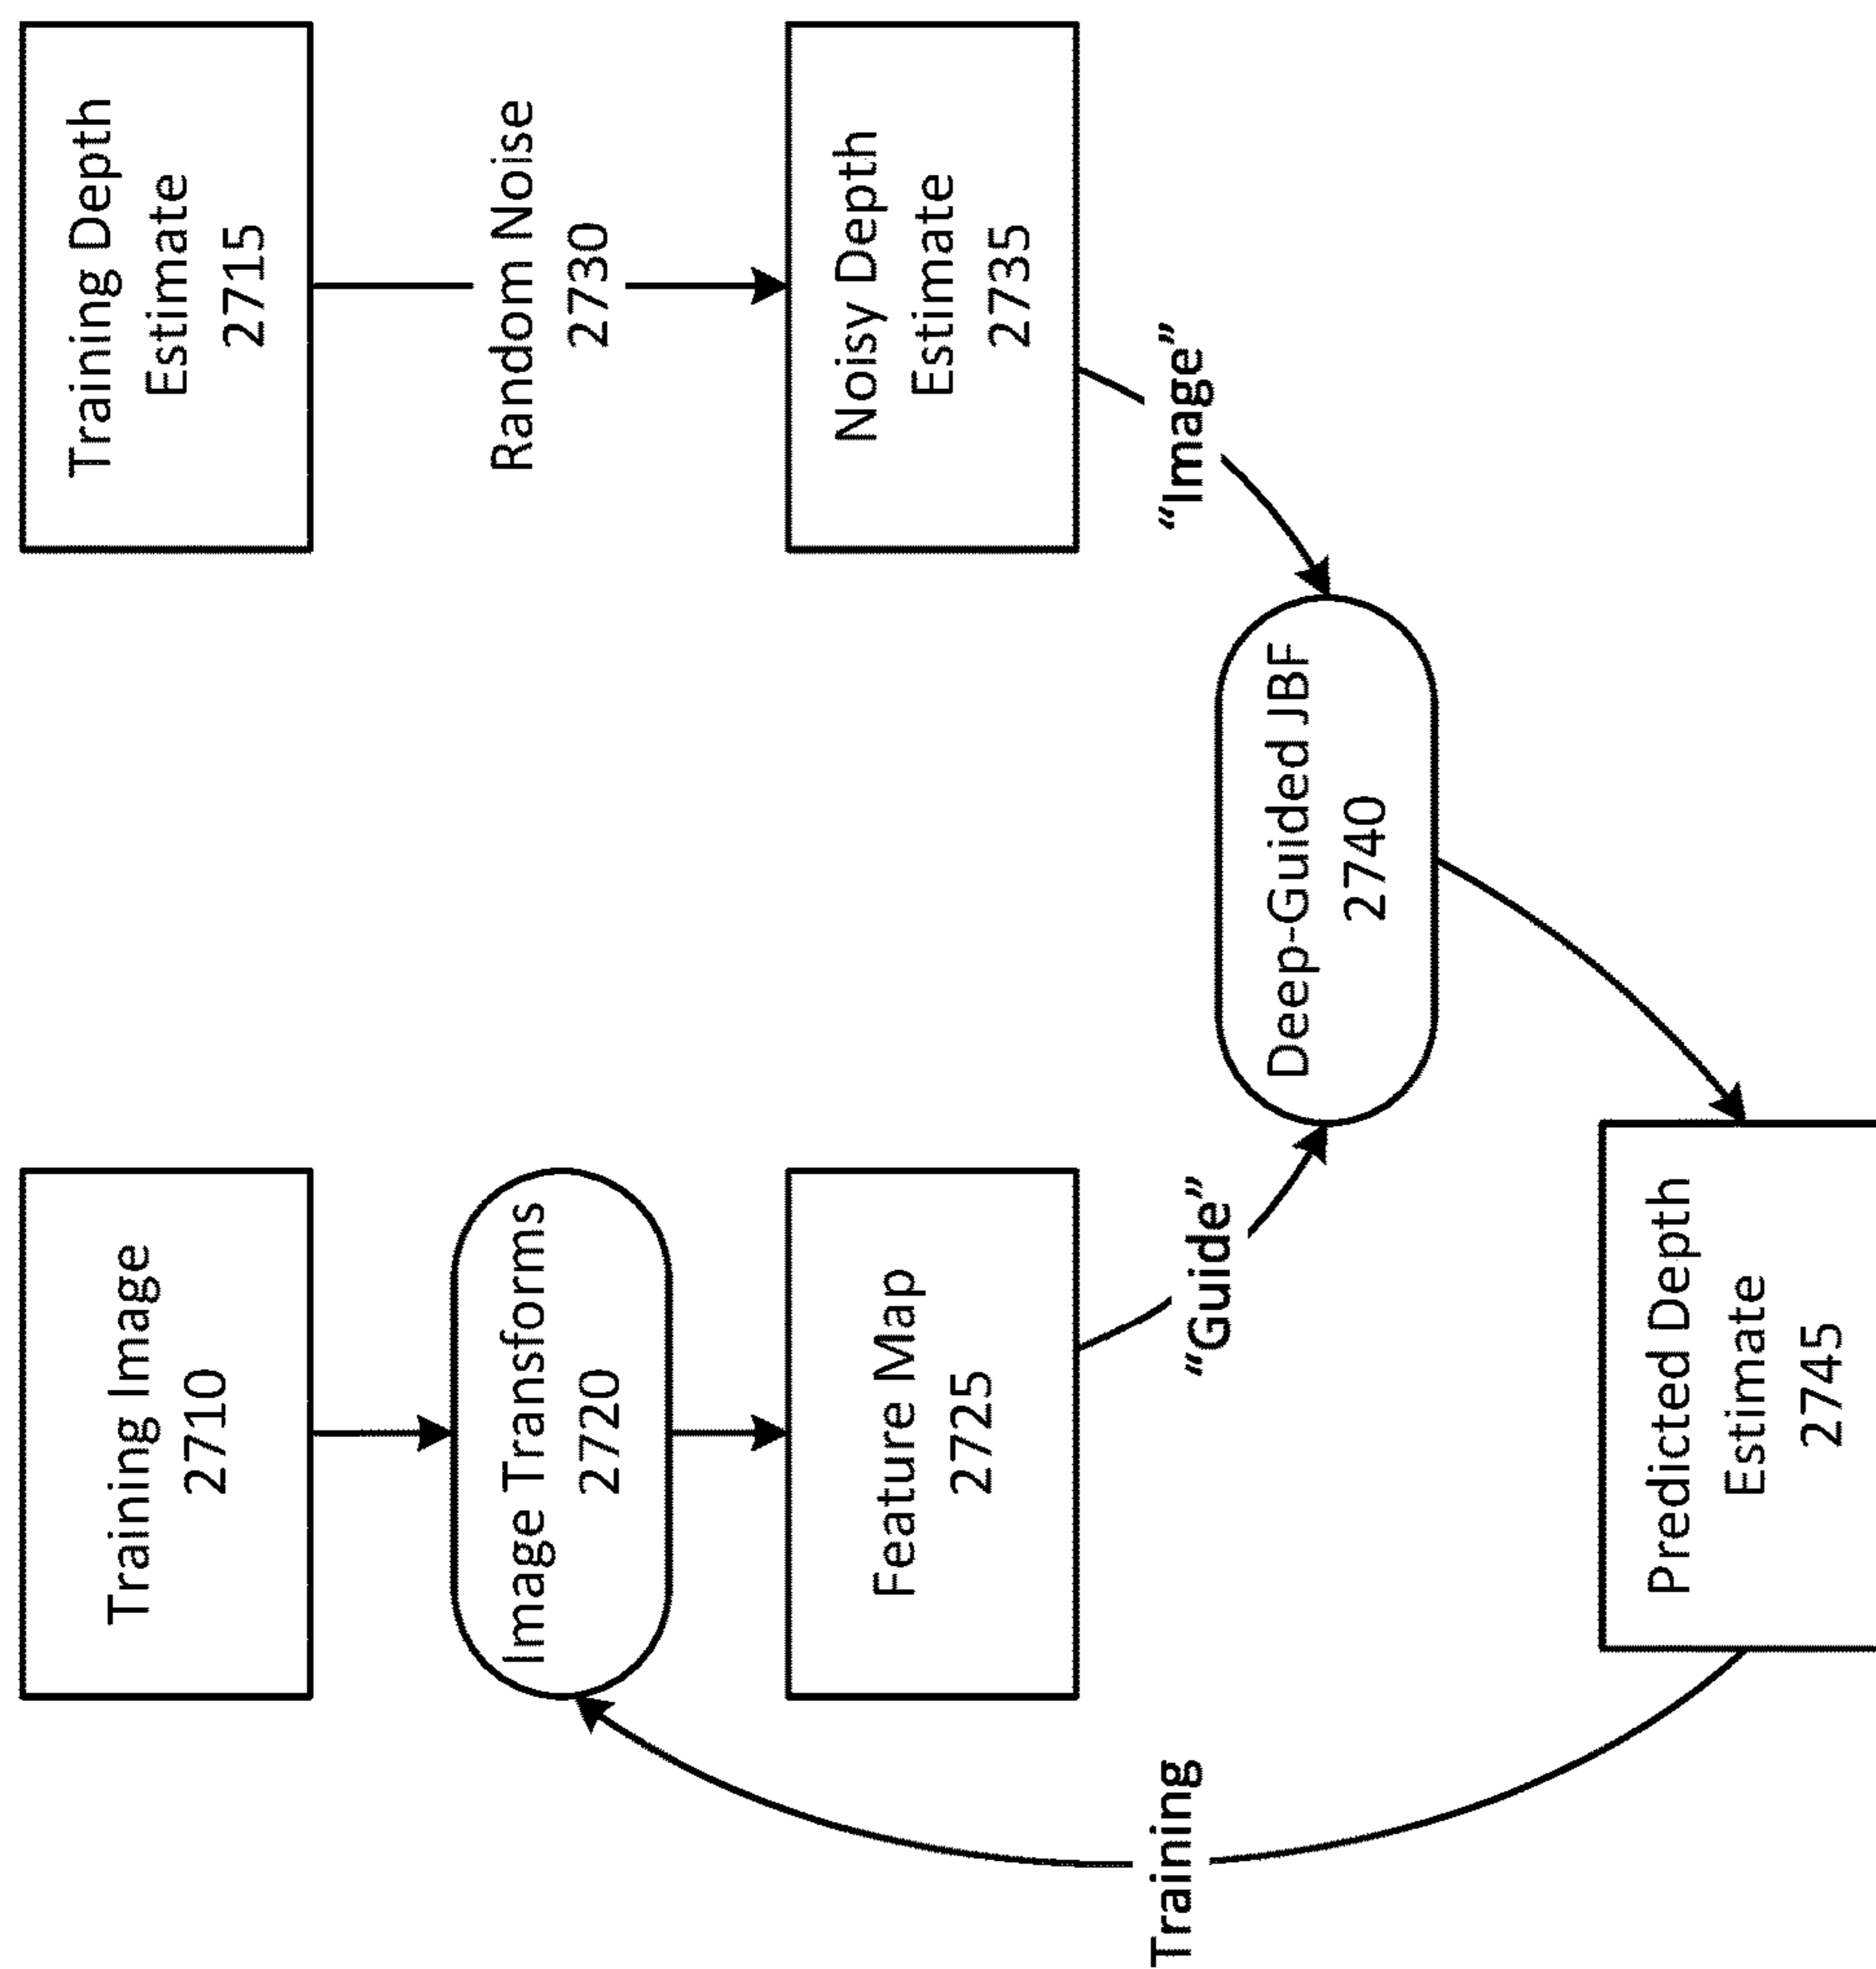 Training Image
2710
Training Depth
Estimate
2715
Image Transforms
2720
Random Noise
2730
Feature Map
2725
Noisy Depth
Estimate
2735
"Guide"
"Image"
Training
Deep-Guided JBF
2740
Predicted Depth
Estimate
2745